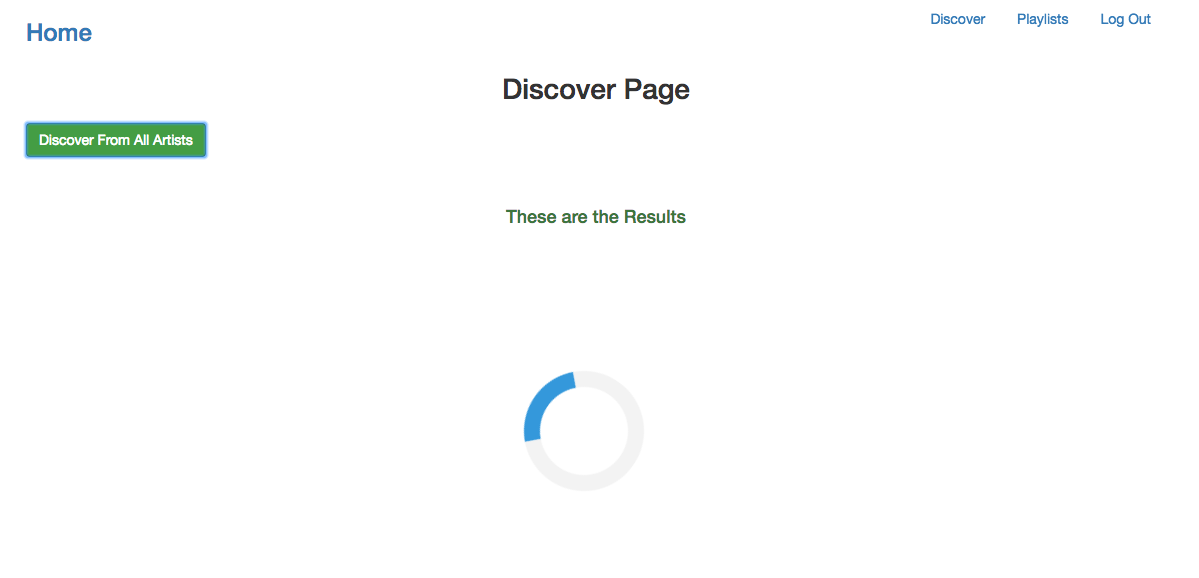 Home
Discover
Playlists
Log Out
Discover Page
Discover From All Artists
These are the Results